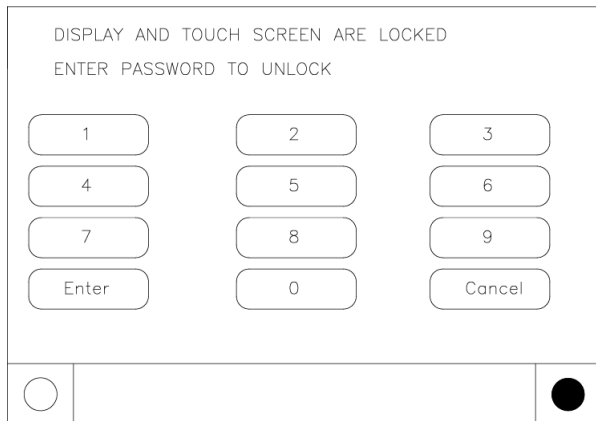 DISPLAY AND TOUCH SCREEN ARE LOCKED
ENTER PASSWORD TO UNLOCK
1 2 3
4 5 6
7 8 9
Enter 0 Cancel